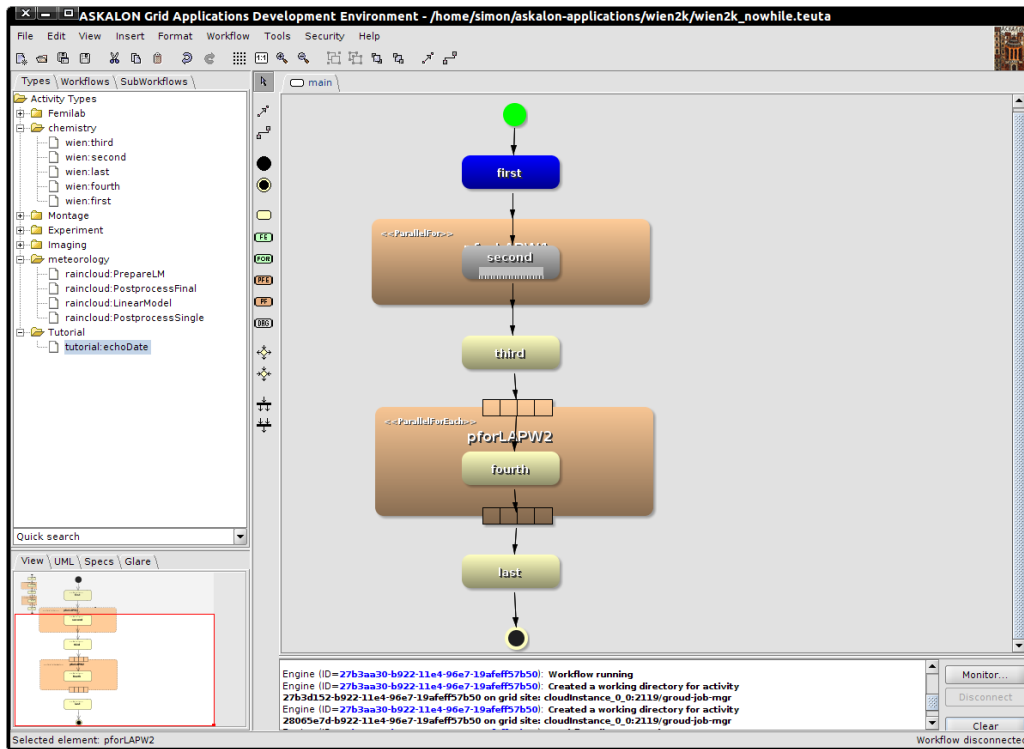 ASKALON Grid Applications Development Environment - /home/simon/askalon-applications/wien2k/wien2k_nowhile.teuta
File Edit View Insert Format Workflow Tools Security Help
1:1
Types Workflows SubWorkflows
main
Activity Types
Femilab
chemistry
wien:third
wien:second
wien:last
wien:fourth
wien:first
Montage
Experiment
Imaging
meteorology
raincloud:PrepareLM
raincloud:PostprocessFinal
raincloud:LinearModel
raincloud:PostprocessSingle
Tutorial
tutorial:echoDate
Quick search
View UML Specs Glare
FOR
PFE
PF
first
<<ParallelFor>>
second
third
<<ParallelForEach>>
pforLAPW2
fourth
last
Engine (ID=27b3aa30-b922-11e4-96e7-19afeff57b50): Workflow running
Engine (ID=27b3aa30-b922-11e4-96e7-19afeff57b50): Created a working directory for activity
27b3d152-b922-11e4-96e7-19afeff57b50 on grid site: cloudInstance_0_0:2119/groud-job-mgr
Engine (ID=27b3aa30-b922-11e4-96e7-19afeff57b50): Created a working directory for activity
28065e7d-b922-11e4-96e7-19afeff57b50 on grid site: cloudInstance_0_0:2119/groud-job-mgr
Monitor...
Disconnect
Clear
Selected element: pforLAPW2
Workflow disconnected